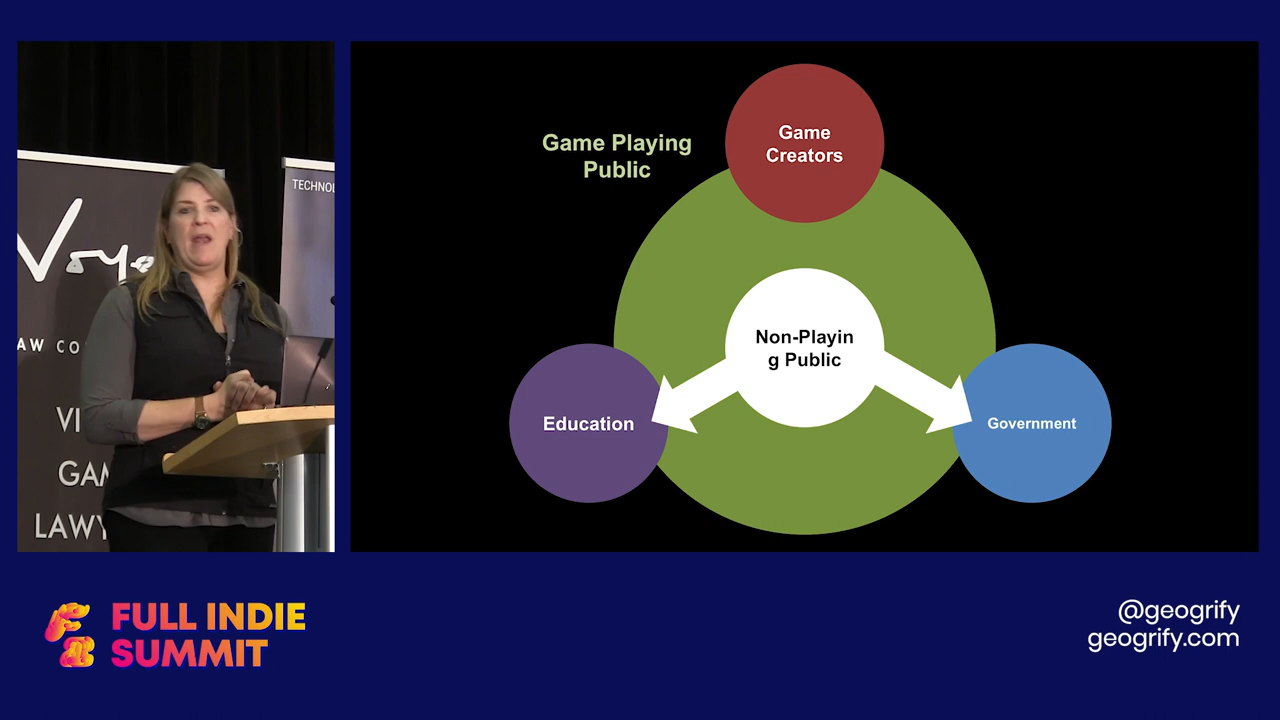 TECHNOL
Voye
AW CO
VI
GAM
LAWY
Game Playing
Public
Game
Creators
Non-Playin
g Public
Education
Government
FULL INDIE
SUMMIT
@geogrify
geogrify.com